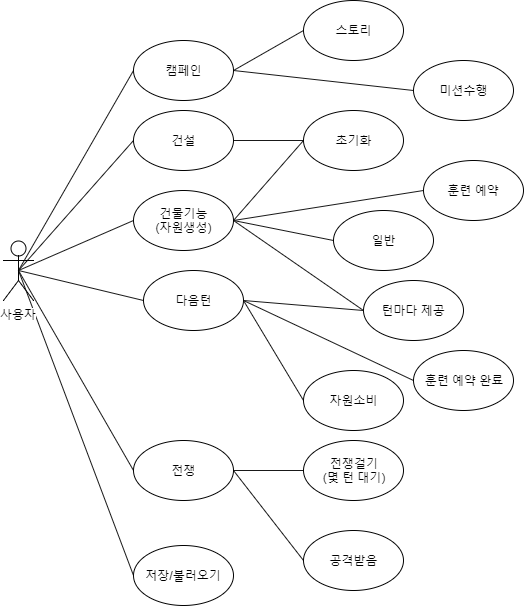 스토리
캠페인
미션수행
건설
초기화
훈련 예약
건물기능
(자원생성)
일반
다음턴
턴마다 제공
사용자
훈련 예약 완료
자원소비
전쟁
전쟁걸기
(몇 턴 대기)
공격받음
저장/불러오기